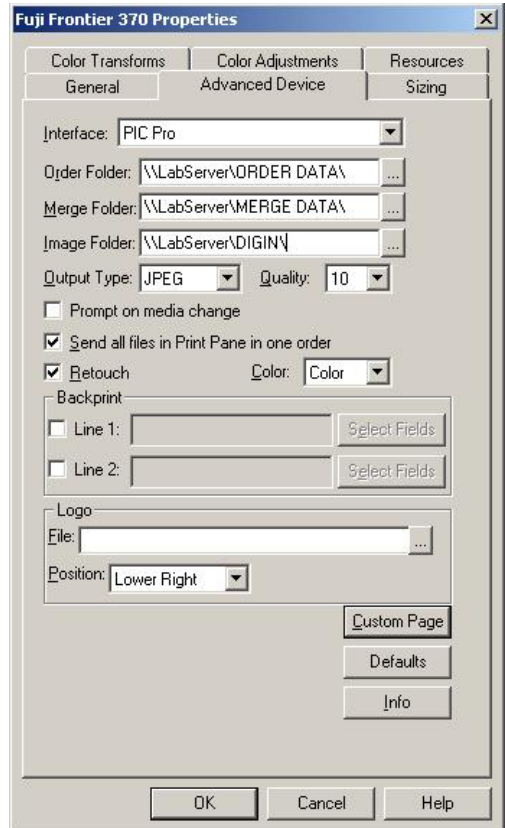 Fuji Frontier 370 Properties
Color Transforms Color Adjustments Resources
General Advanced Device Sizing
Interface: PIC Pro
Order Folder: \\LabServer\ORDER DATA\ ...
Merge Folder: \\LabServer\MERGE DATA\ ...
Image Folder: \\LabServer\DIGIN\ ...
Output Type: JPEG Quality: 10
Prompt on media change
Send all files in Print Pane in one order
Retouch Color: Color
Backprint
Line 1: Select Fields
Line 2: Select Fields
Logo
File: ...
Position: Lower Right
Custom Page
Defaults
Info
OK Cancel Help